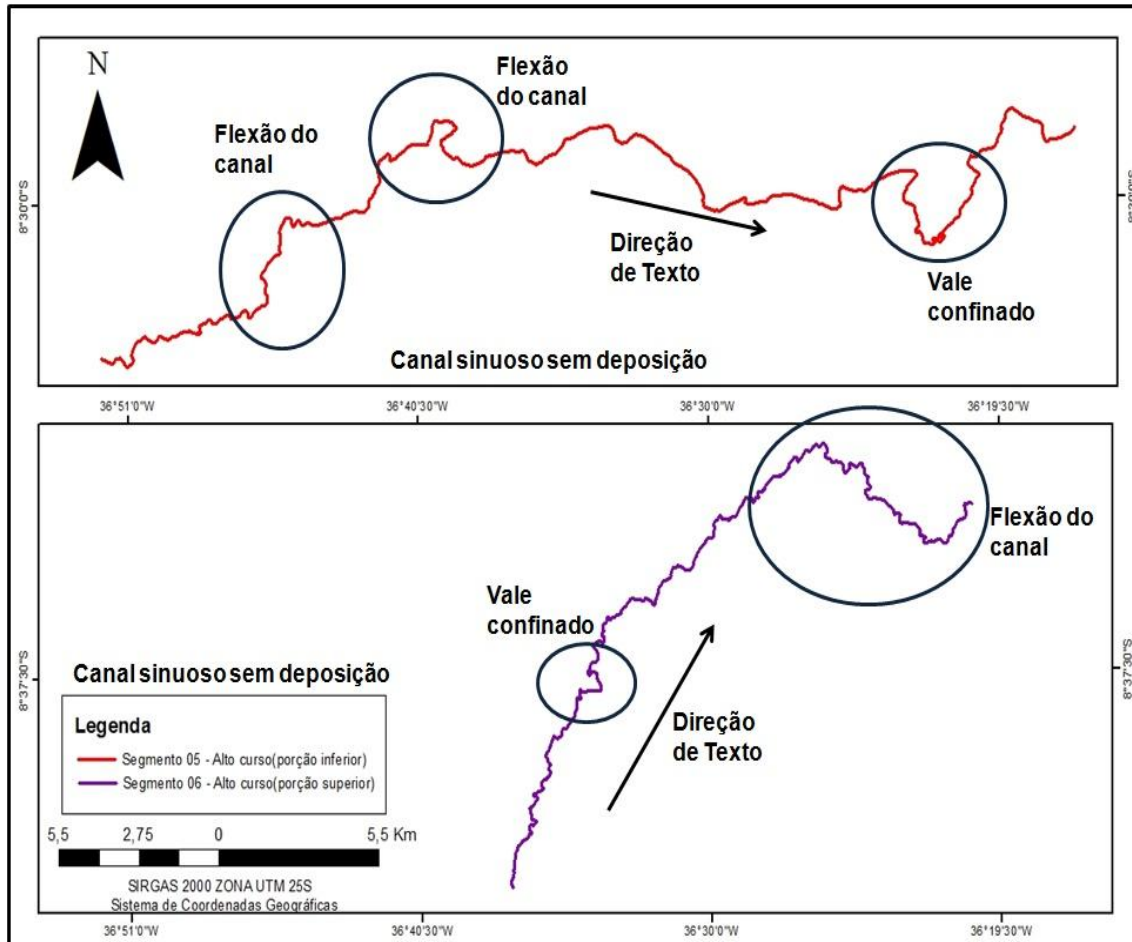 N
Flexão
do canal
Flexão do
canal
8°30'0"S
8°30'0"S
Direção
de Texto
Vale
confinado
Canal sinuoso sem deposição
36°51'0"W
36°40'30"W
36°30'0"W
36°19'30"W
Flexão do
canal
Vale
confinado
8°37'30"S
8°37'30"S
Canal sinuoso sem deposição
Direção
de Texto
Legenda
Segmento 05 - Alto curso(porção inferior)
Segmento 06 - Alto curso(porção superior)
5,5 2,75 0 5,5 Km
SIRGAS 2000 ZONA UTM 25S
Sistema de Coordenadas Geográficas
36°51'0"W
36°40'30"W
36°30'0"W
36°19'30"W